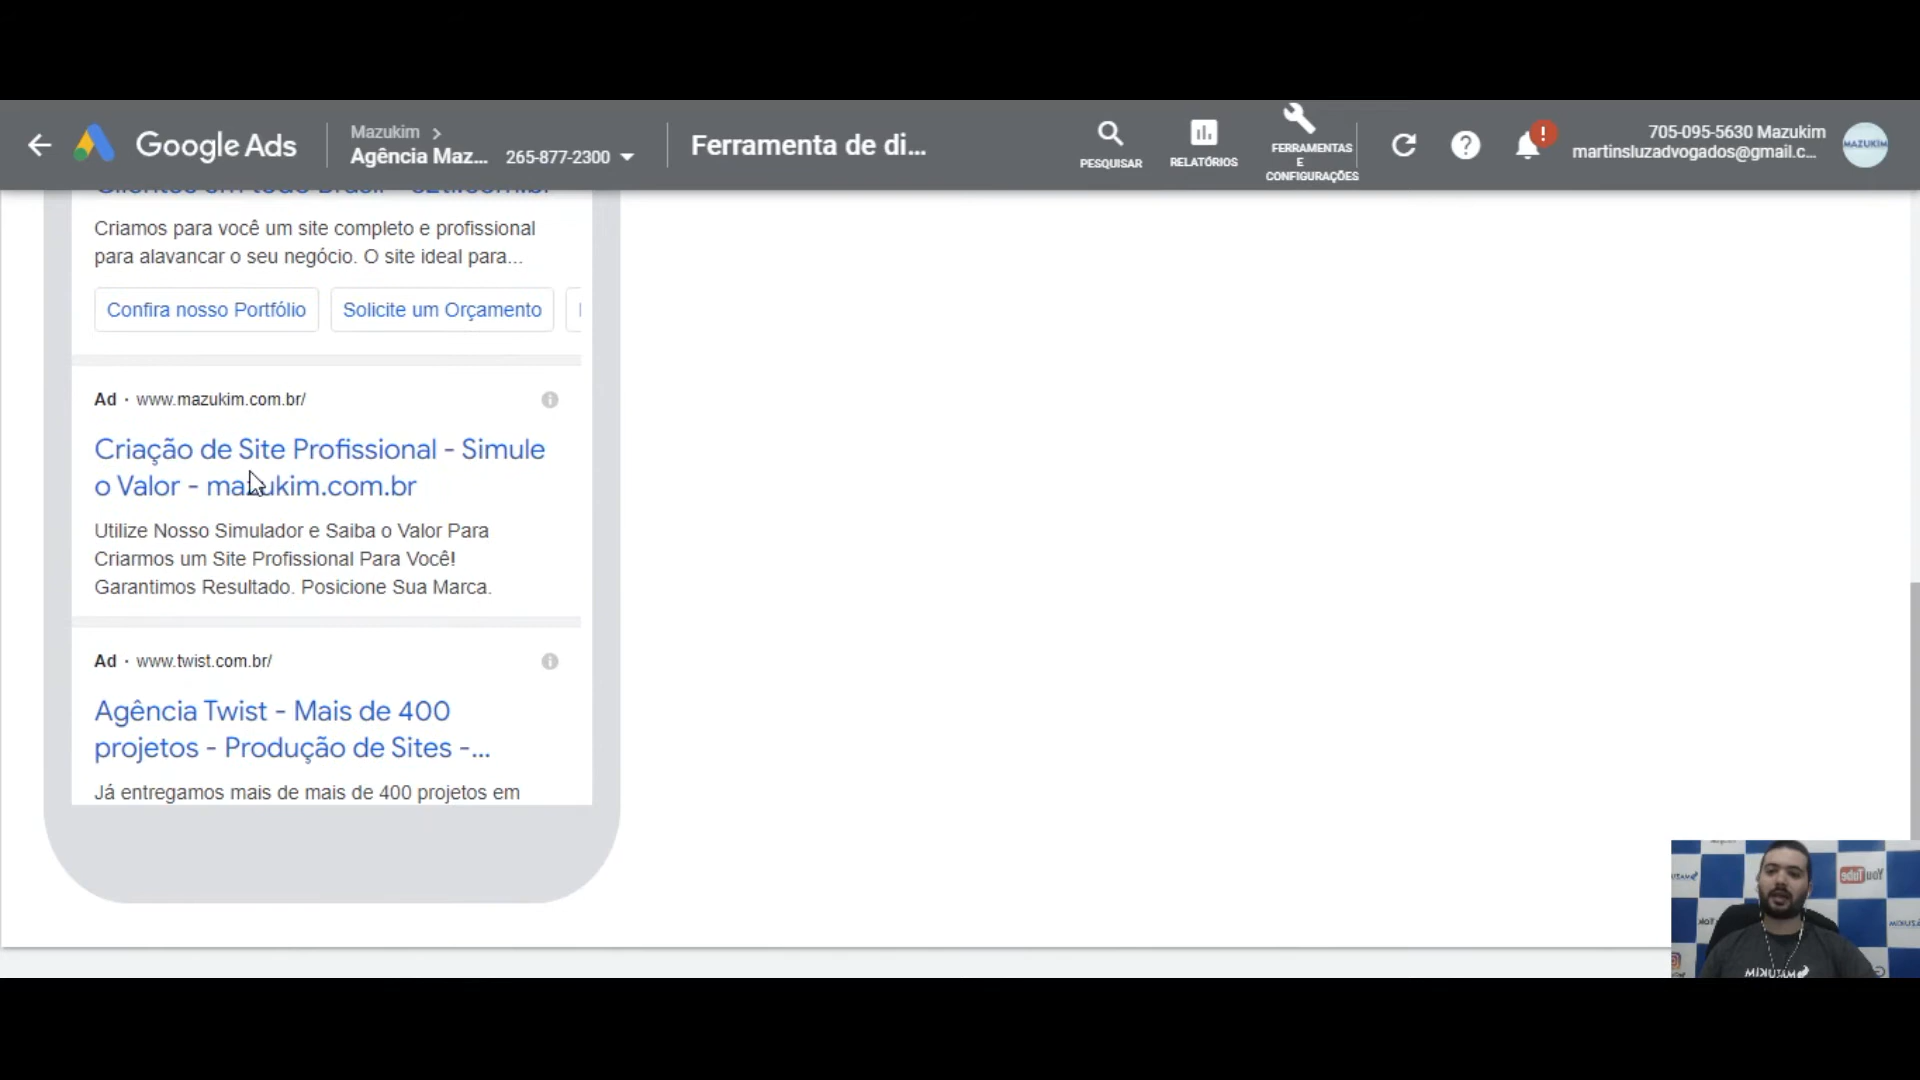 Google Ads
Mazukim >
Agência Maz... 265-877-2300
Ferramenta de di...
PESQUISAR
RELATÓRIOS
FERRAMENTAS
E
CONFIGURAÇÕES
705-095-5630 Mazukim
martinsluzadvogados@gmail.c...
MAZUKIM
Criamos para você um site completo e profissional
para alavancar o seu negócio. O site ideal para...
Confira nosso Portfólio
Solicite um Orçamento
Ad · www.mazukim.com.br/
Criação de Site Profissional - Simule
o Valor - mazukim.com.br
Utilize Nosso Simulador e Saiba o Valor Para
Criarmos um Site Profissional Para Você!
Garantimos Resultado. Posicione Sua Marca.
Ad · www.twist.com.br/
Agência Twist - Mais de 400
projetos - Produção de Sites -...
Já entregamos mais de mais de 400 projetos em
YouTube
MAZUKIM